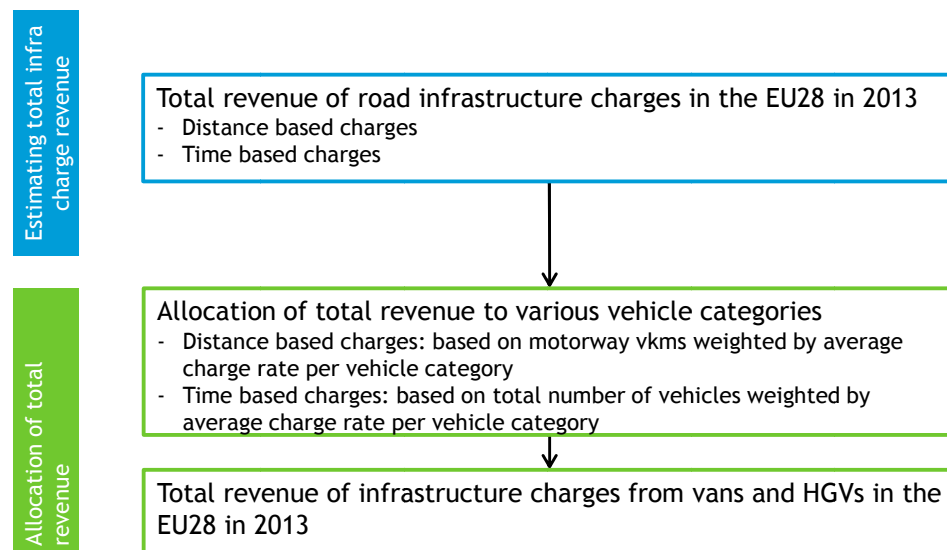 Estimating total infra
charge revenue
Total revenue of road infrastructure charges in the EU28 in 2013
- Distance based charges
- Time based charges
Allocation of total
revenue
Allocation of total revenue to various vehicle categories
- Distance based charges: based on motorway vkms weighted by average
charge rate per vehicle category
- Time based charges: based on total number of vehicles weighted by
average charge rate per vehicle category
Total revenue of infrastructure charges from vans and HGVs in the
EU28 in 2013